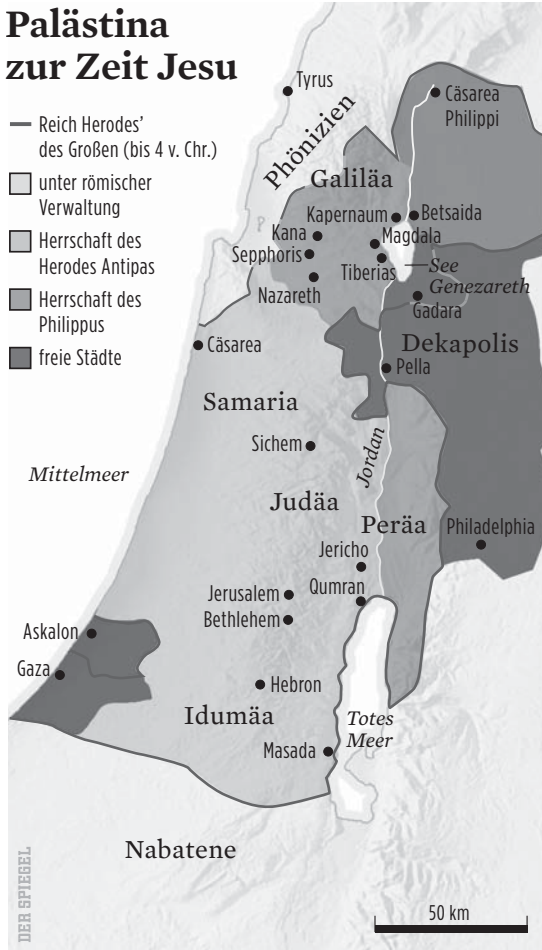 Palästina
zur Zeit Jesu
Reich Herodes’
des Großen (bis 4 v. Chr.)
unter römischer
Verwaltung
Herrschaft des
Herodes Antipas
Herrschaft des
Philippus
freie Städte
Tyrus
Phönizien
Cäsarea
Philippi
Galiläa
Kapernaum
Betsaida
Kana
Magdala
Sepphoris
Tiberias
See
Genezareth
Nazareth
Gadara
Cäsarea
Dekapolis
Pella
Samaria
Sichem
Jordan
Mittelmeer
Judäa
Peräa
Philadelphia
Jericho
Qumran
Jerusalem
Bethlehem
Askalon
Gaza
Hebron
Idumäa
Totes
Meer
Masada
Nabatene
DER SPIEGEL
50 km